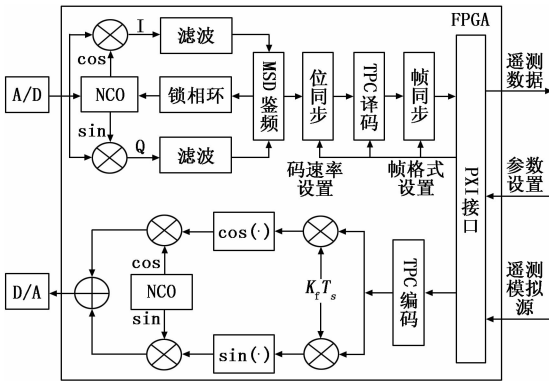 FPGA
I
滤波
cos
A/D
NCO
锁相环
MSD鉴频
位同步
TPC译码
帧同步
sin
Q
滤波
码速率
设置
帧格式
设置
PXI接口
遥测
数据
参数
设置
遥测
模拟
源
cos(·)
cos
D/A
NCO
KfTs
TPC编码
sin
sin(·)